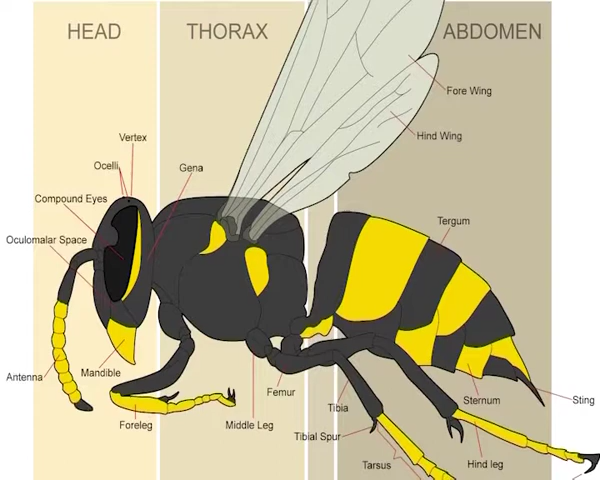 HEAD
THORAX
ABDOMEN
Fore Wing
Hind Wing
Vertex
Ocelli
Gena
Compound Eyes
Tergum
Oculomalar Space
Antenna
Mandible
Foreleg
Middle Leg
Femur
Tibia
Tibial Spur
Tarsus
Sternum
Sting
Hind leg